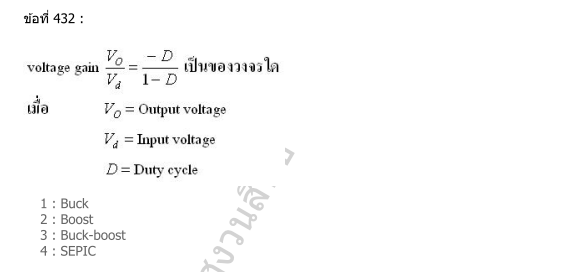 ข้อที่ 432 :
voltage gain V_O/V_d = -D/(1-D) เป็นของวงจรใด
เมื่อ V_O = Output voltage
V_d = Input voltage
D = Duty cycle
1 : Buck
2 : Boost
3 : Buck-boost
4 : SEPIC